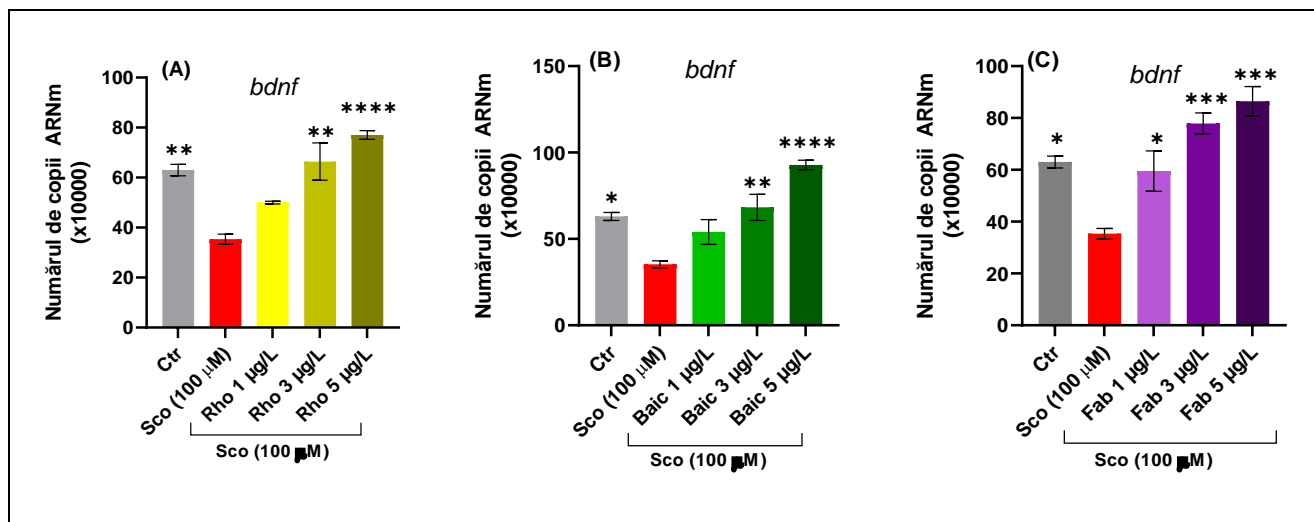 (A)
bdnf
Numărul de copii ARNm
(x10000)
100
80
60
40
20
0
**
**
****
Ctr
Sco (100 μM)
Rho 1 µg/L
Rho 3 µg/L
Rho 5 µg/L
Sco (100 μM)
(B)
bdnf
Numărul de copii ARNm
(x10000)
150
100
50
0
*
**
****
Ctr
Sco (100 μM)
Baic 1 µg/L
Baic 3 µg/L
Baic 5 µg/L
Sco (100 μM)
(C)
bdnf
Numărul de copii ARNm
(x10000)
100
80
60
40
20
0
*
*
***
***
Ctr
Sco (100 μM)
Fab 1 µg/L
Fab 3 µg/L
Fab 5 µg/L
Sco (100 μM)